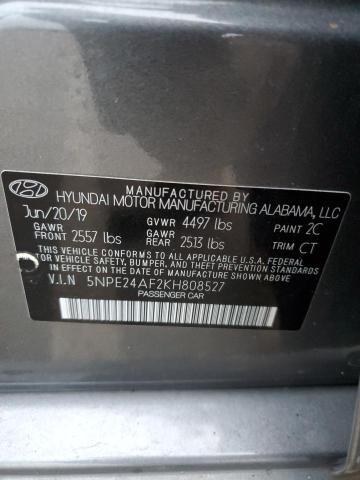 MANUFACTURED BY
HYUNDAI MOTOR MANUFACTURING ALABAMA, LLC
Jun/20/19 GVWR 4497 lbs PAINT 2C
GAWR FRONT 2557 lbs GAWR REAR 2513 lbs TRIM CT
THIS VEHICLE CONFORMS TO ALL APPLICABLE U.S.A. FEDERAL
MOTOR VEHICLE SAFETY, BUMPER, AND THEFT PREVENTION
STANDARDS IN EFFECT ON THE DATE OF MANUFACTURE SHOWN ABOVE.
V.I.N 5NPE24AF2KH808527
PASSENGER CAR